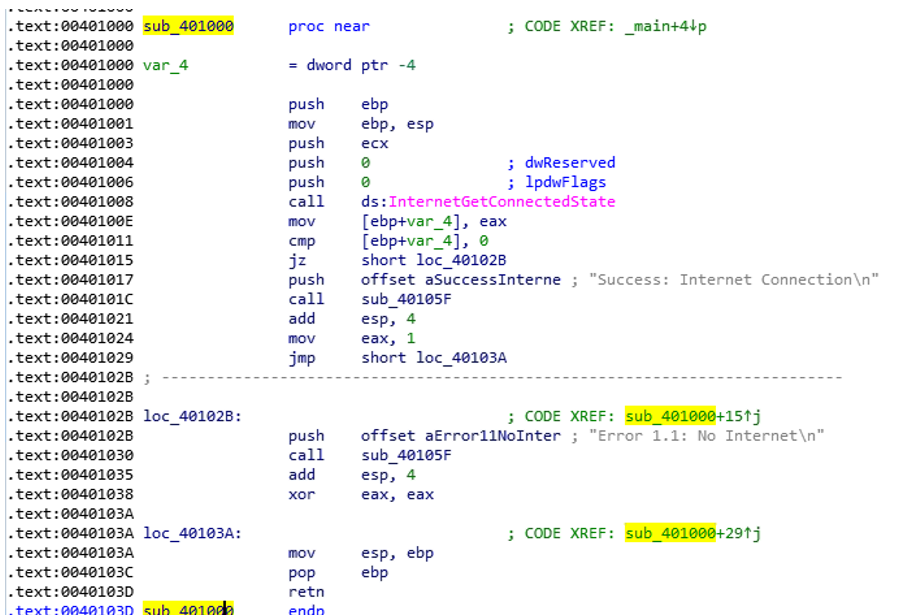 .text:00401000
.text:00401000 sub_401000 proc near ; CODE XREF: _main+4↓p
.text:00401000
.text:00401000 var_4 = dword ptr -4
.text:00401000
.text:00401000 push ebp
.text:00401001 mov ebp, esp
.text:00401003 push ecx
.text:00401004 push 0 ; dwReserved
.text:00401006 push 0 ; lpdwFlags
.text:00401008 call ds:InternetGetConnectedState
.text:0040100E mov [ebp+var_4], eax
.text:00401011 cmp [ebp+var_4], 0
.text:00401015 jz short loc_40102B
.text:00401017 push offset aSuccessInterne ; "Success: Internet Connection\n"
.text:0040101C call sub_40105F
.text:00401021 add esp, 4
.text:00401024 mov eax, 1
.text:00401029 jmp short loc_40103A
.text:0040102B ; ---------------------------------------------------------------------------
.text:0040102B
.text:0040102B loc_40102B: ; CODE XREF: sub_401000+15↑j
.text:0040102B push offset aError11NoInter ; "Error 1.1: No Internet\n"
.text:00401030 call sub_40105F
.text:00401035 add esp, 4
.text:00401038 xor eax, eax
.text:0040103A
.text:0040103A loc_40103A: ; CODE XREF: sub_401000+29↑j
.text:0040103A mov esp, ebp
.text:0040103C pop ebp
.text:0040103D retn
.text:0040103D sub_401000 endp